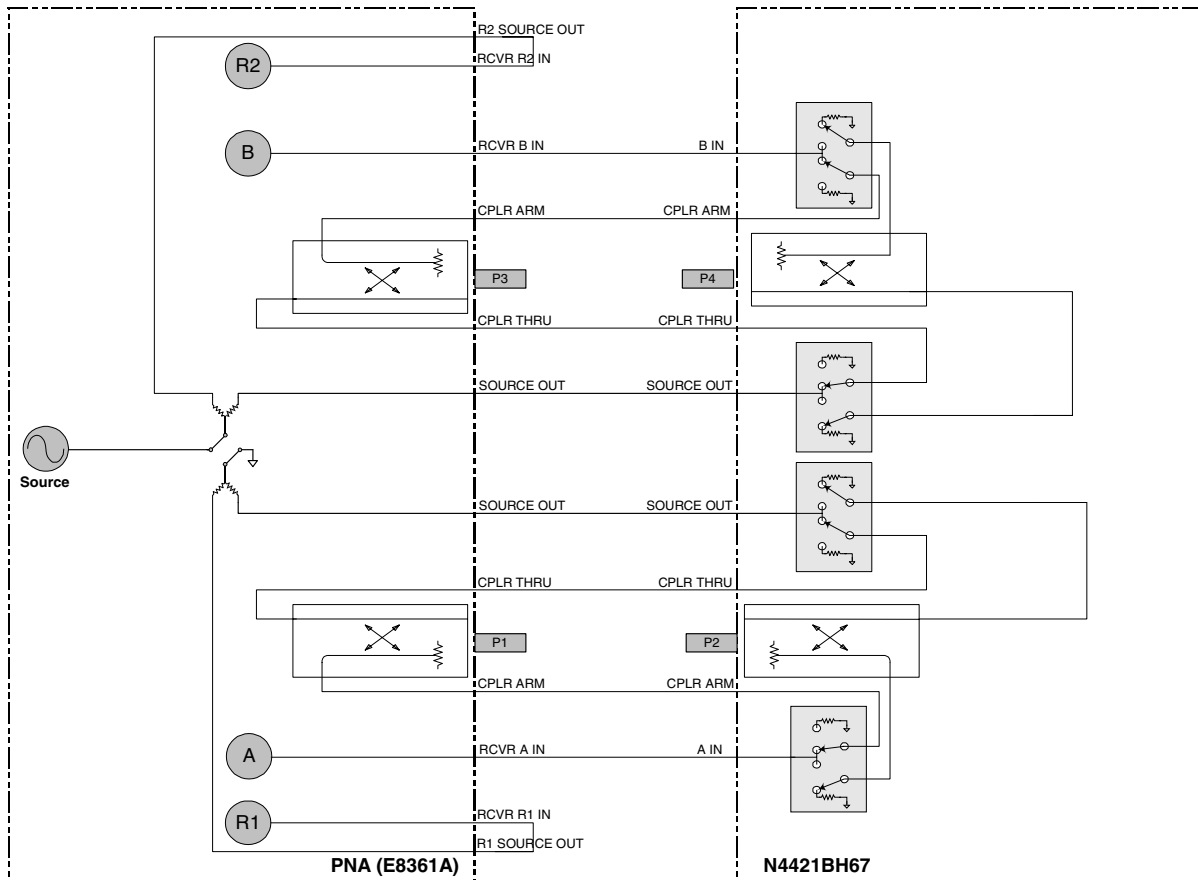 R2 SOURCE OUT
R2
RCVR R2 IN
B
RCVR B IN
B IN
CPLR ARM
CPLR ARM
P3
P4
CPLR THRU
CPLR THRU
SOURCE OUT
SOURCE OUT
Source
SOURCE OUT
SOURCE OUT
CPLR THRU
CPLR THRU
P1
P2
CPLR ARM
CPLR ARM
A
RCVR A IN
A IN
R1
RCVR R1 IN
R1 SOURCE OUT
PNA (E8361A)
N4421BH67